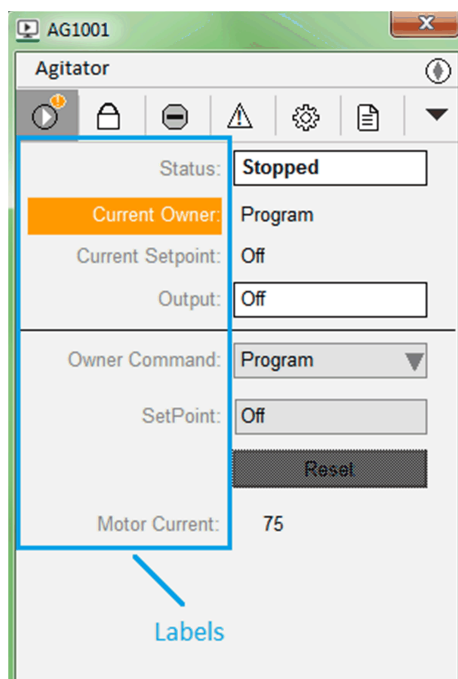 AG1001
Agitator
Status: Stopped
Current Owner: Program
Current Setpoint: Off
Output: Off
Owner Command: Program
SetPoint: Off
Reset
Motor Current: 75
Labels